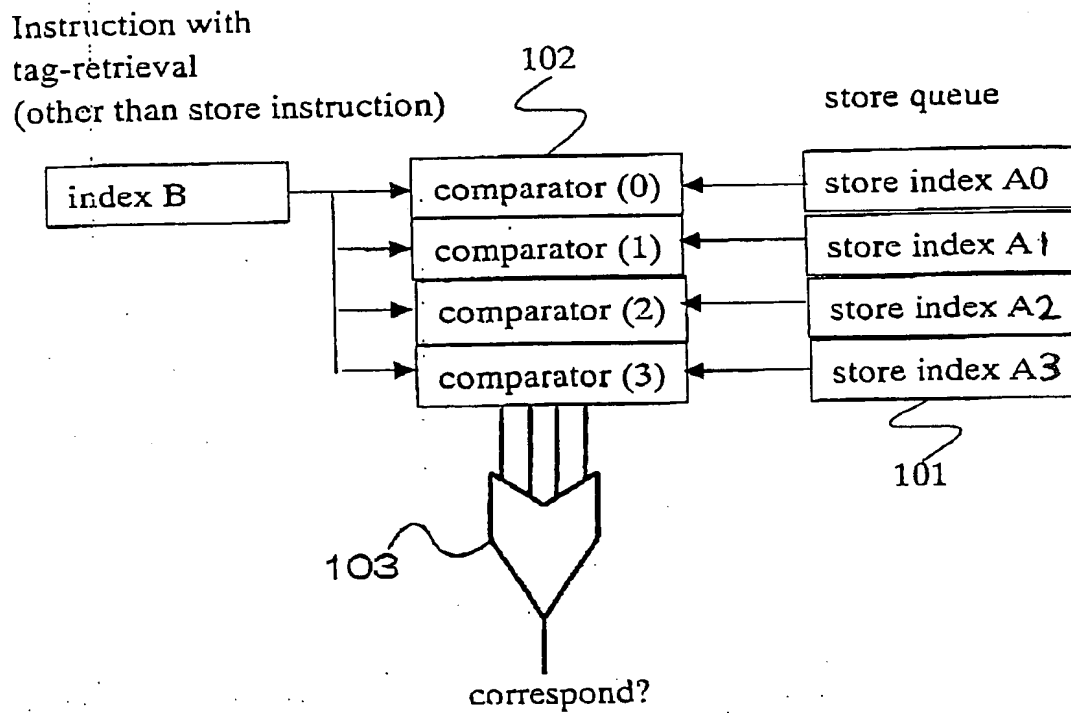 Instruction with
tag-retrieval
(other than store instruction)
102
store queue
index B
comparator (0)
store index A0
comparator (1)
store index A1
comparator (2)
store index A2
comparator (3)
store index A3
101
103
correspond?